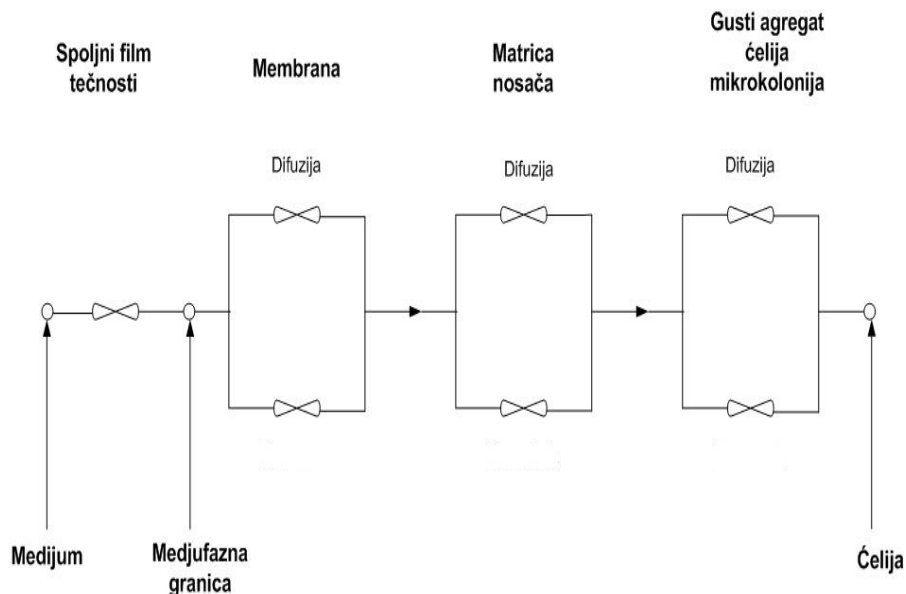 Spoljni film
tečnosti
Membrana
Matrica
nosača
Gusti agregat
ćelija
mikrokolonija
Difuzija
Difuzija
Difuzija
Medijum
Medjufazna
granica
Ćelija